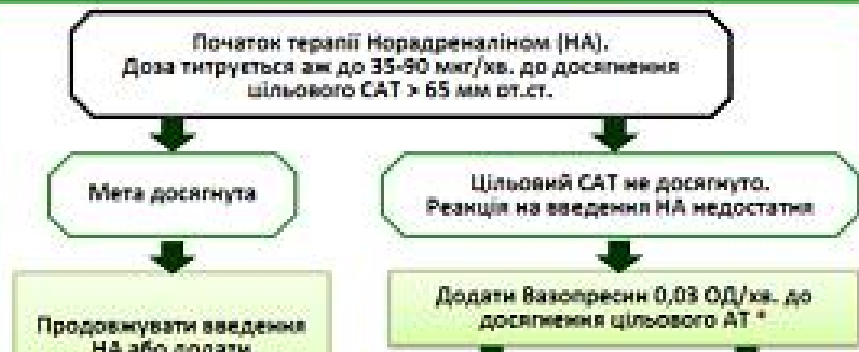 Початок терапії Норадреналіном (НА).
Доза титрується аж до 35-90 мкг/хв. до досягнення
цільового САТ > 65 мм рт.ст.
Мета досягнута
Цільовий САТ не досягнуто.
Реакція на введення НА недостатня
Додати Вазопресин 0,03 ОД/хв. до
досягнення цільового АТ *
Продовжувати введення
НА або додати